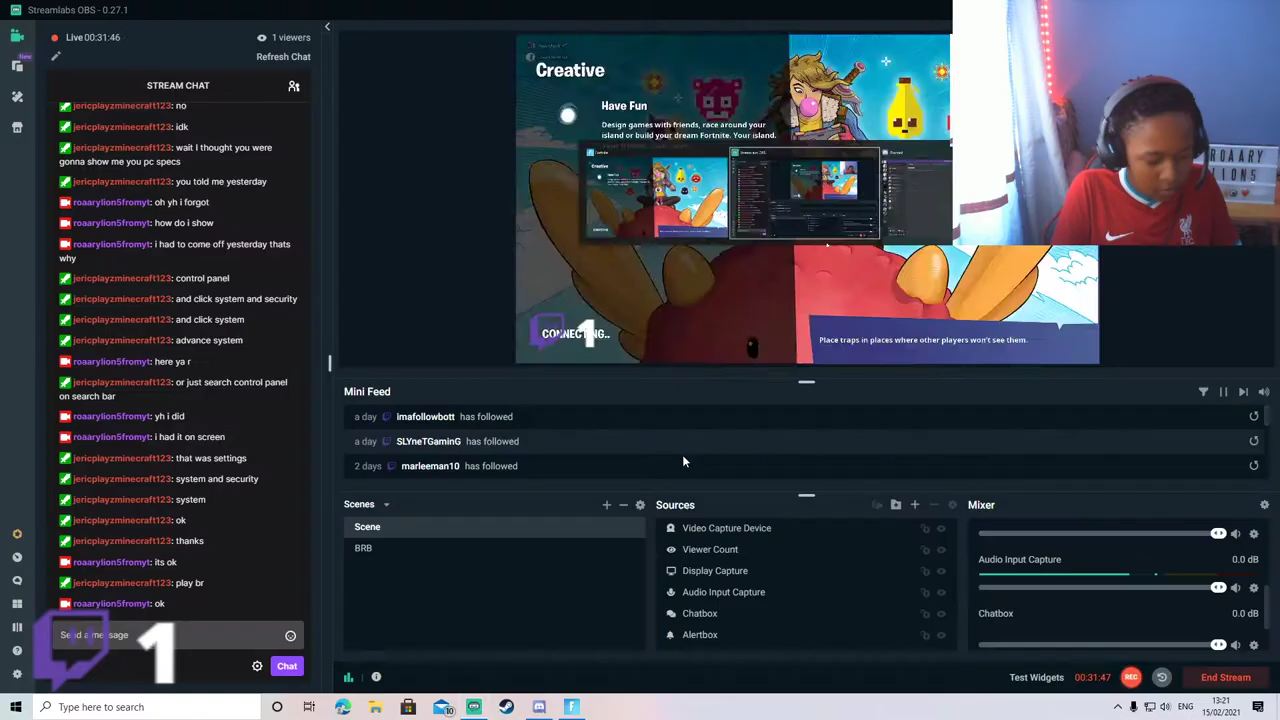 Streamlabs OBS - 0.27.1
Live 00:31:46
1 viewers
New
Refresh Chat
STREAM CHAT
jericplayzminecraft123: no
jericplayzminecraft123: idk
jericplayzminecraft123: wait I thought you were
gonna show me you pc specs
jericplayzminecraft123: you told me yesterday
roaarylion5fromyt: oh yh i forgot
roaarylion5fromyt: how do i show
roaarylion5fromyt: i had to come off yesterday thats
why
jericplayzminecraft123: control panel
jericplayzminecraft123: and click system and security
jericplayzminecraft123: and click system
jericplayzminecraft123: advance system
roaarylion5fromyt: here ya r
jericplayzminecraft123: or just search control panel
on search bar
roaarylion5fromyt: yh i did
roaarylion5fromyt: i had it on screen
jericplayzminecraft123: that was settings
jericplayzminecraft123: system and security
jericplayzminecraft123: system
jericplayzminecraft123: ok
jericplayzminecraft123: thanks
roaarylion5fromyt: its ok
jericplayzminecraft123: play br
roaarylion5fromyt: ok
Send a message
1
Chat
Creative
Have Fun
Design games with friends, race around your
island or build your dream Fortnite. Your island.
Creative
CONNECTING..
1
Place traps in places where other players won't see them.
ROAARY
LIONS
Mini Feed
a day imafollowbott has followed
a day SLYneTGaminG has followed
2 days marleeman10 has followed
Scenes
Scene
BRB
Sources
Video Capture Device
Viewer Count
Display Capture
Audio Input Capture
Chatbox
Alertbox
Mixer
Audio Input Capture 0.0 dB
Chatbox 0.0 dB
Test Widgets
00:31:47
REC
End Stream
Type here to search
10
ENG
13:21
15/02/2021